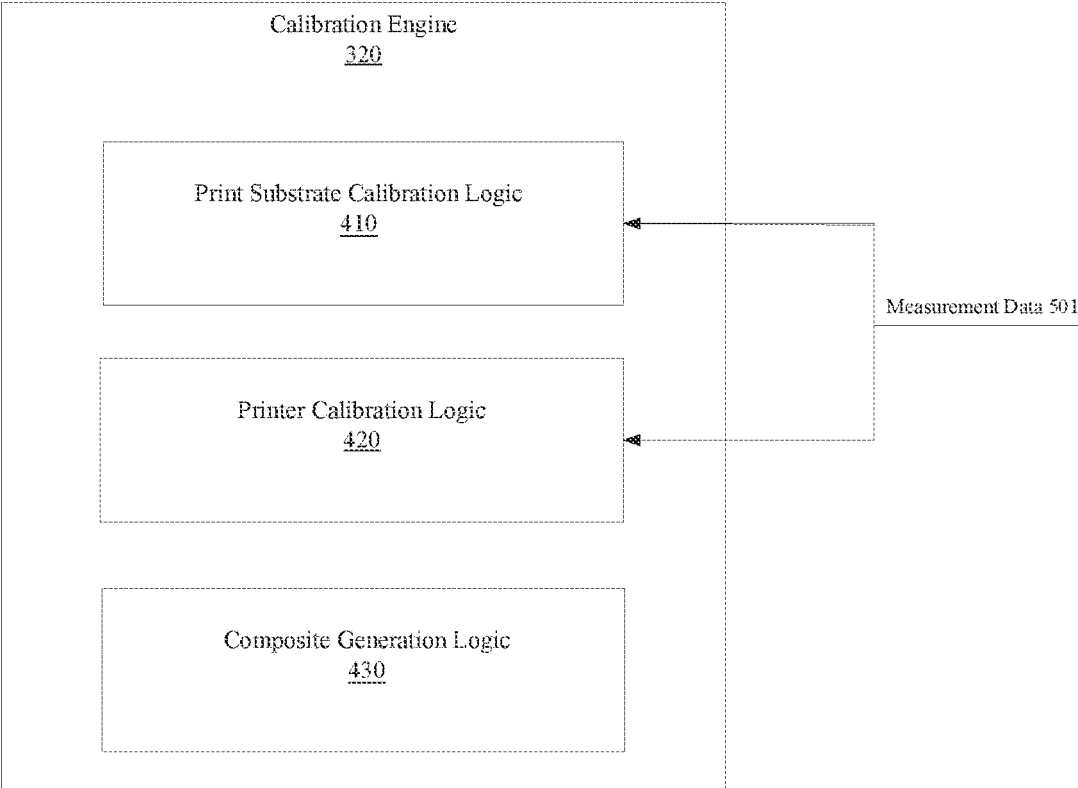 Calibration Engine
320
Print Substrate Calibration Logic
410
Measurement Data 501
Printer Calibration Logic
420
Composite Generation Logic
430